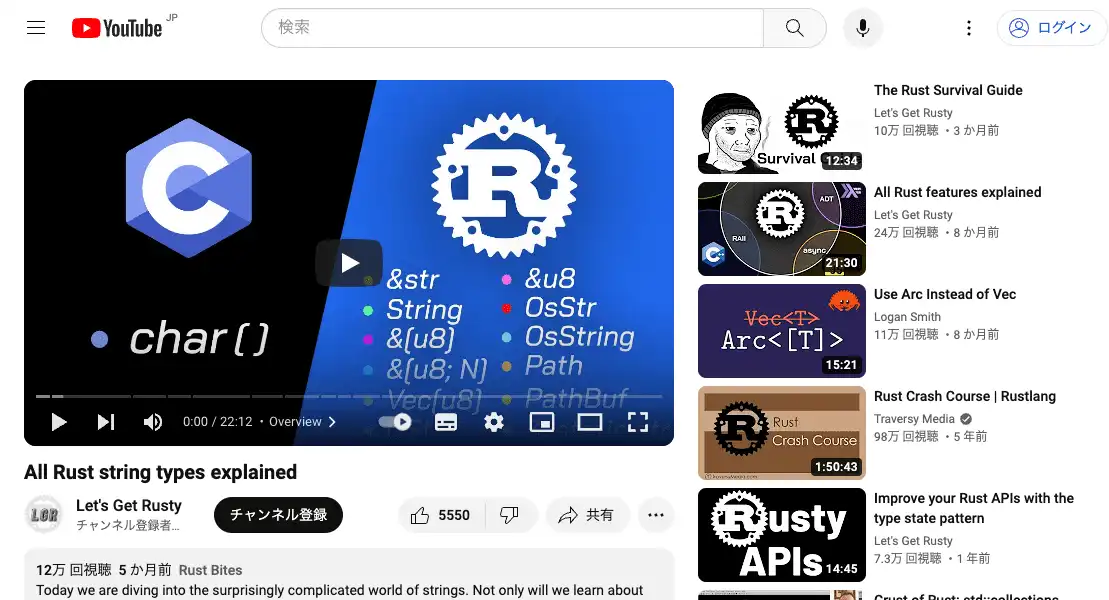 YouTube JP
検索
ログイン
char()
&str
String
&[u8]
&[u8; N]
Vec[u8]
&u8
OsStr
OsString
Path
PathBuf
0:00 / 22:12 • Overview
All Rust string types explained
LGR
Let's Get Rusty
チャンネル登録者…
チャンネル登録
5550
共有
12万 回視聴 5 か月前 Rust Bites
Today we are diving into the surprisingly complicated world of strings. Not only will we learn about
Survival
12:34
The Rust Survival Guide
Let's Get Rusty
10万 回視聴 • 3 か月前
ADT
RAII
async
21:30
All Rust features explained
Let's Get Rusty
24万 回視聴 • 8 か月前
Vec<T>
Arc<[T]>
15:21
Use Arc Instead of Vec
Logan Smith
11万 回視聴 • 8 か月前
Rust
Crash Course
1:50:43
Rust Crash Course | Rustlang
Traversy Media
98万 回視聴 • 5 年前
Rusty
APIs
14:45
Improve your Rust APIs with the
type state pattern
Let's Get Rusty
7.3万 回視聴 • 1 年前
Crust of Rust: std::collections